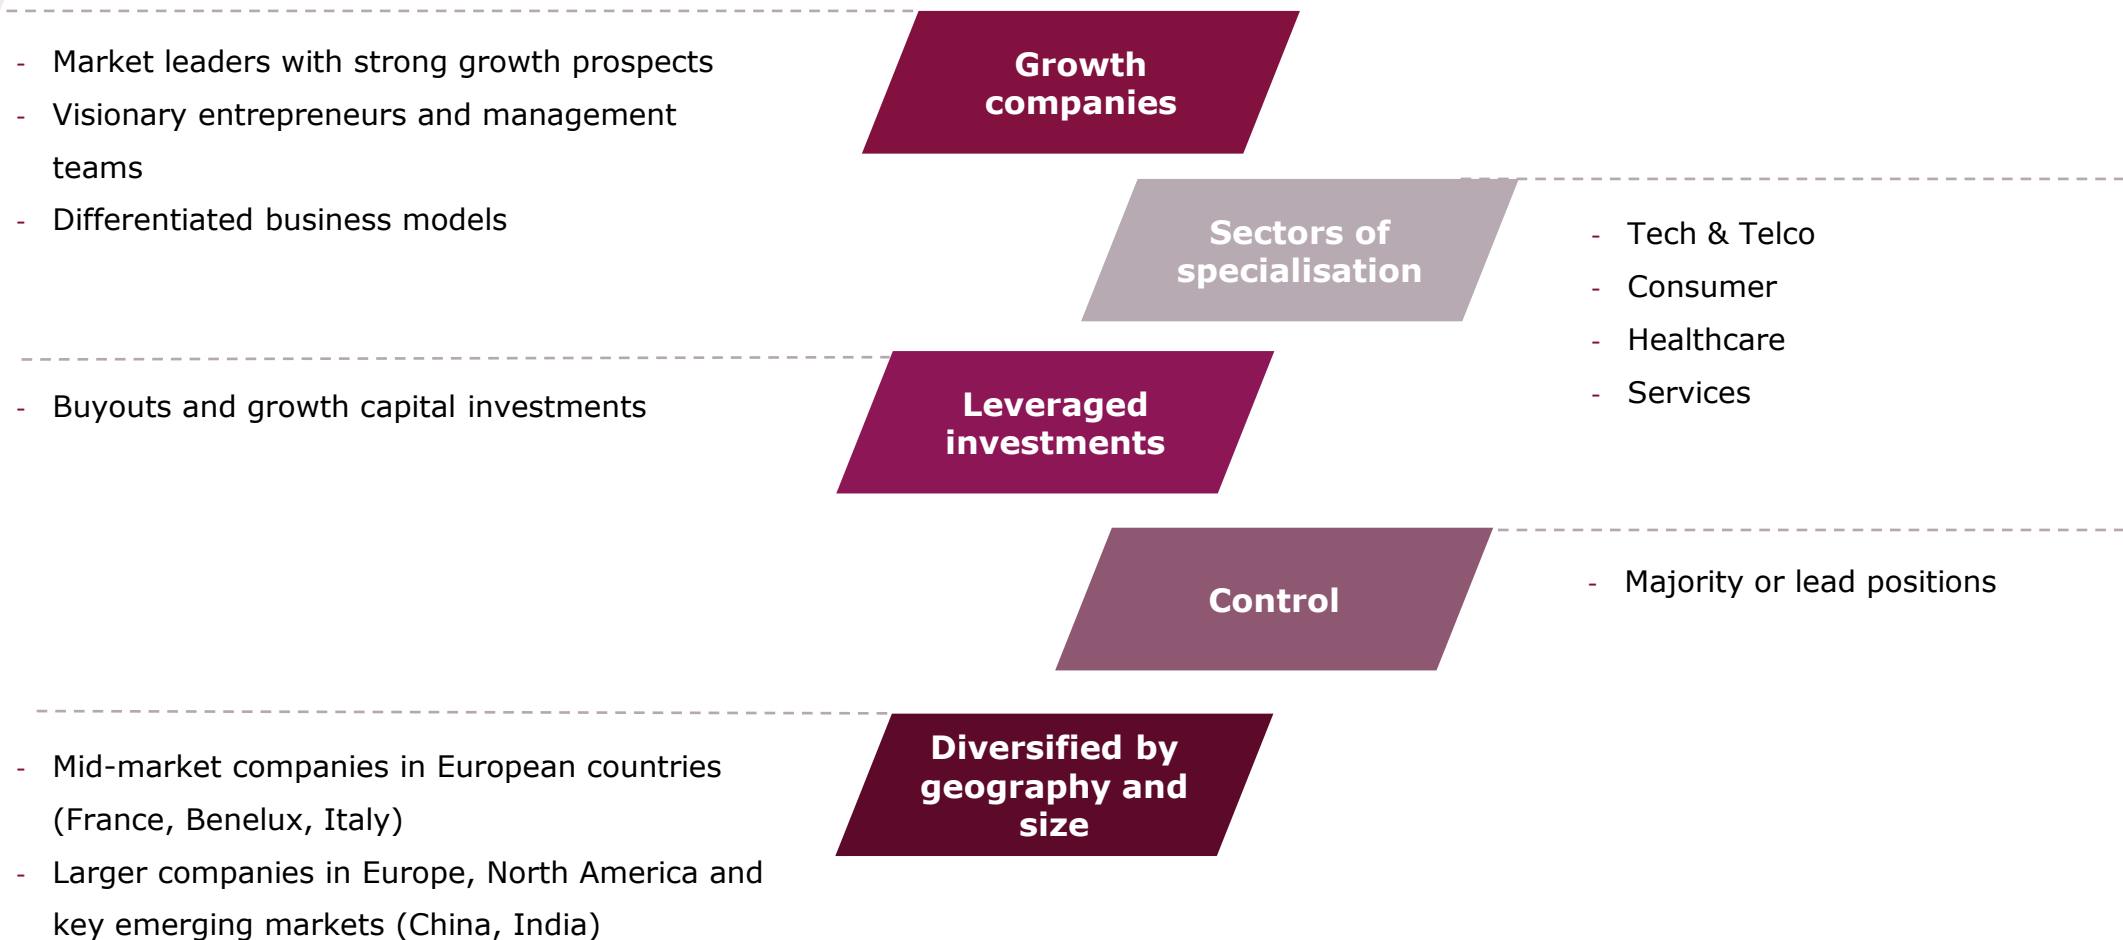 Growth
companies
- Market leaders with strong growth prospects
- Visionary entrepreneurs and management
teams
- Differentiated business models
Sectors of
specialisation
- Tech & Telco
- Consumer
- Healthcare
- Services
Leveraged
investments
- Buyouts and growth capital investments
Control
- Majority or lead positions
Diversified by
geography and
size
- Mid-market companies in European countries
(France, Benelux, Italy)
- Larger companies in Europe, North America and
key emerging markets (China, India)